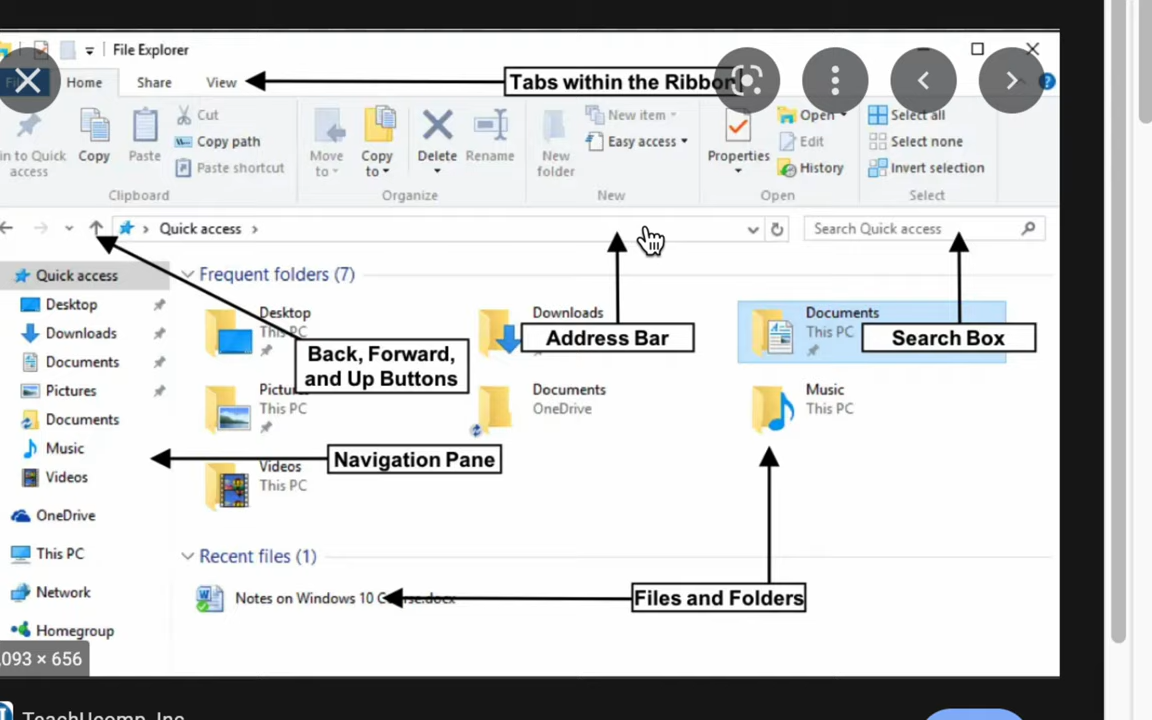 File Explorer
Home Share View
Tabs within the Ribbon
Cut
Copy path
Paste shortcut
in to Quick access
Copy
Paste
Move to
Copy to
Delete
Rename
New folder
New item
Easy access
Properties
Open
Edit
History
Select all
Select none
Invert selection
Clipboard Organize New Open Select
Quick access
Search Quick access
Quick access
Desktop
Downloads
Documents
Pictures
Documents
Music
Videos
OneDrive
This PC
Network
Homegroup
Frequent folders (7)
Desktop
This PC
Downloads
Documents
This PC
Back, Forward,
and Up Buttons
Address Bar
Search Box
This PC
Documents
OneDrive
Music
This PC
Navigation Pane
Videos
This PC
Recent files (1)
Notes on Windows 10
Files and Folders
093 × 656
TeachUcomp, Inc